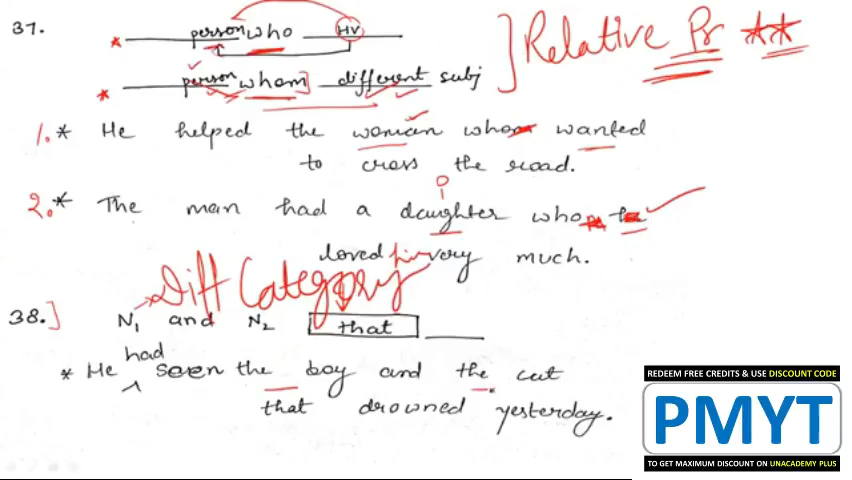 37. person who HV
* person whom] different subj ] Relative Pr **
1. * He helped the woman who wanted
to cross the road.
2. * The man had a daughter who
loved him very much.
Diff Category
38.] N1 and N2 that
* He had seen the boy and the cat
that drowned yesterday.
REDEEM FREE CREDITS & USE DISCOUNT CODE
PMYT
TO GET MAXIMUM DISCOUNT ON UNACADEMY PLUS